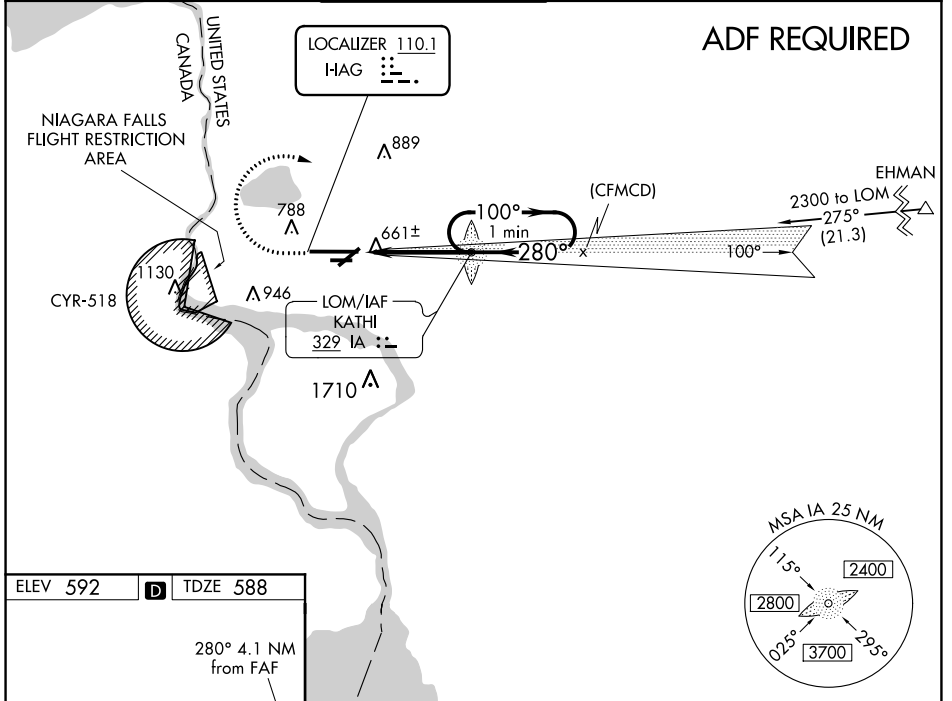 ADF REQUIRED
LOCALIZER 110.1
I-IAG
UNITED STATES
CANADA
NIAGARA FALLS
FLIGHT RESTRICTION
AREA
889
(CFMCD)
EHMAN
2300 to LOM
275°
(21.3)
788
661±
100°
1 min
280°
100°
1130
CYR-518
946
LOM/IAF
KATHI
329 IA
1710
MSA IA 25 NM
115°
2400
2800
025°
295°
3700
ELEV 592 D TDZE 588
280° 4.1 NM
from FAF